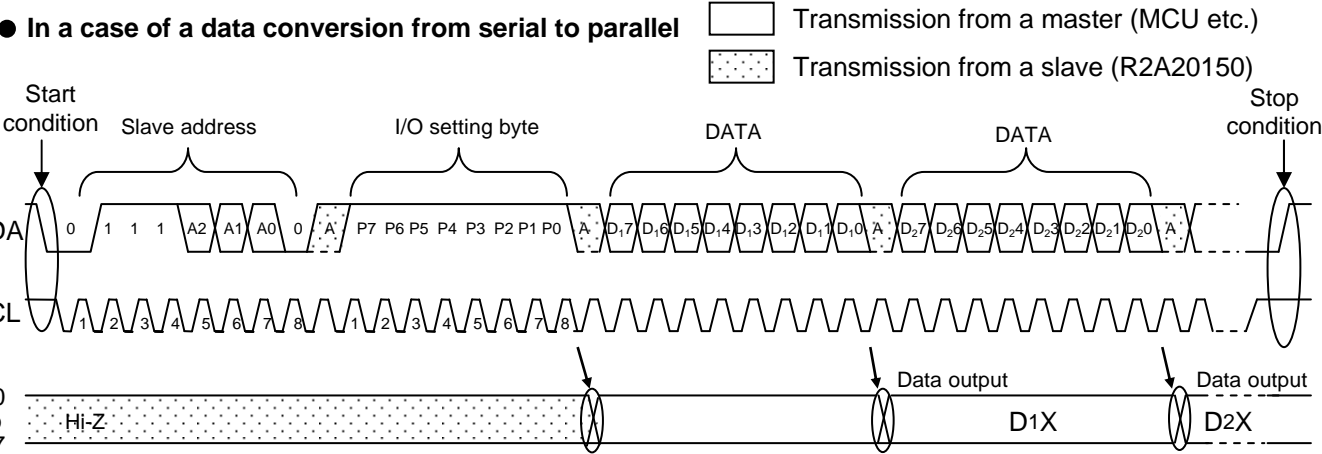 ● In a case of a data conversion from serial to parallel
Transmission from a master (MCU etc.)
Transmission from a slave (R2A20150)
Start condition
Slave address
I/O setting byte
DATA
DATA
Stop condition
DA 0 1 1 1 A2 A1 A0 0 A P7 P6 P5 P4 P3 P2 P1 P0 A D₁7 D₁6 D₁5 D₁4 D₁3 D₁2 D₁1 D₁0 A D₂7 D₂6 D₂5 D₂4 D₂3 D₂2 D₂1 D₂0 A
CL 1 2 3 4 5 6 7 8 1 2 3 4 5 6 7 8
Data output
Data output
0
Hi-Z
D1X
D2X
7